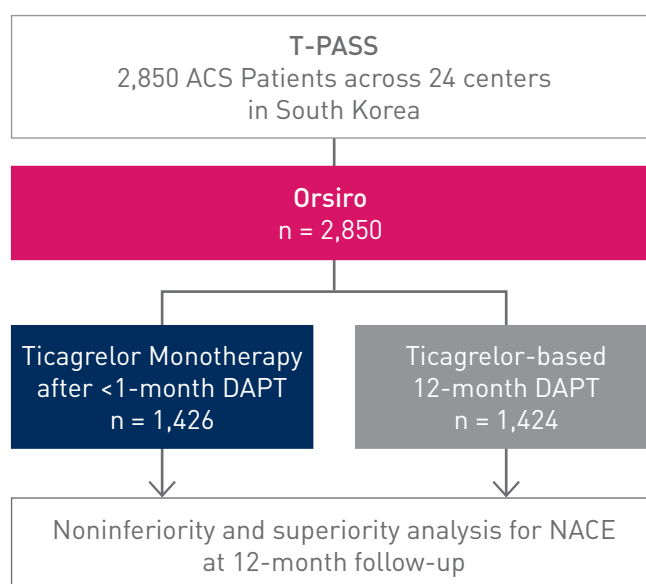 T-PASS
2,850 ACS Patients across 24 centers
in South Korea
Orsiro
n = 2,850
Ticagrelor Monotherapy
after <1-month DAPT
n = 1,426
Ticagrelor-based
12-month DAPT
n = 1,424
Noninferiority and superiority analysis for NACE
at 12-month follow-up